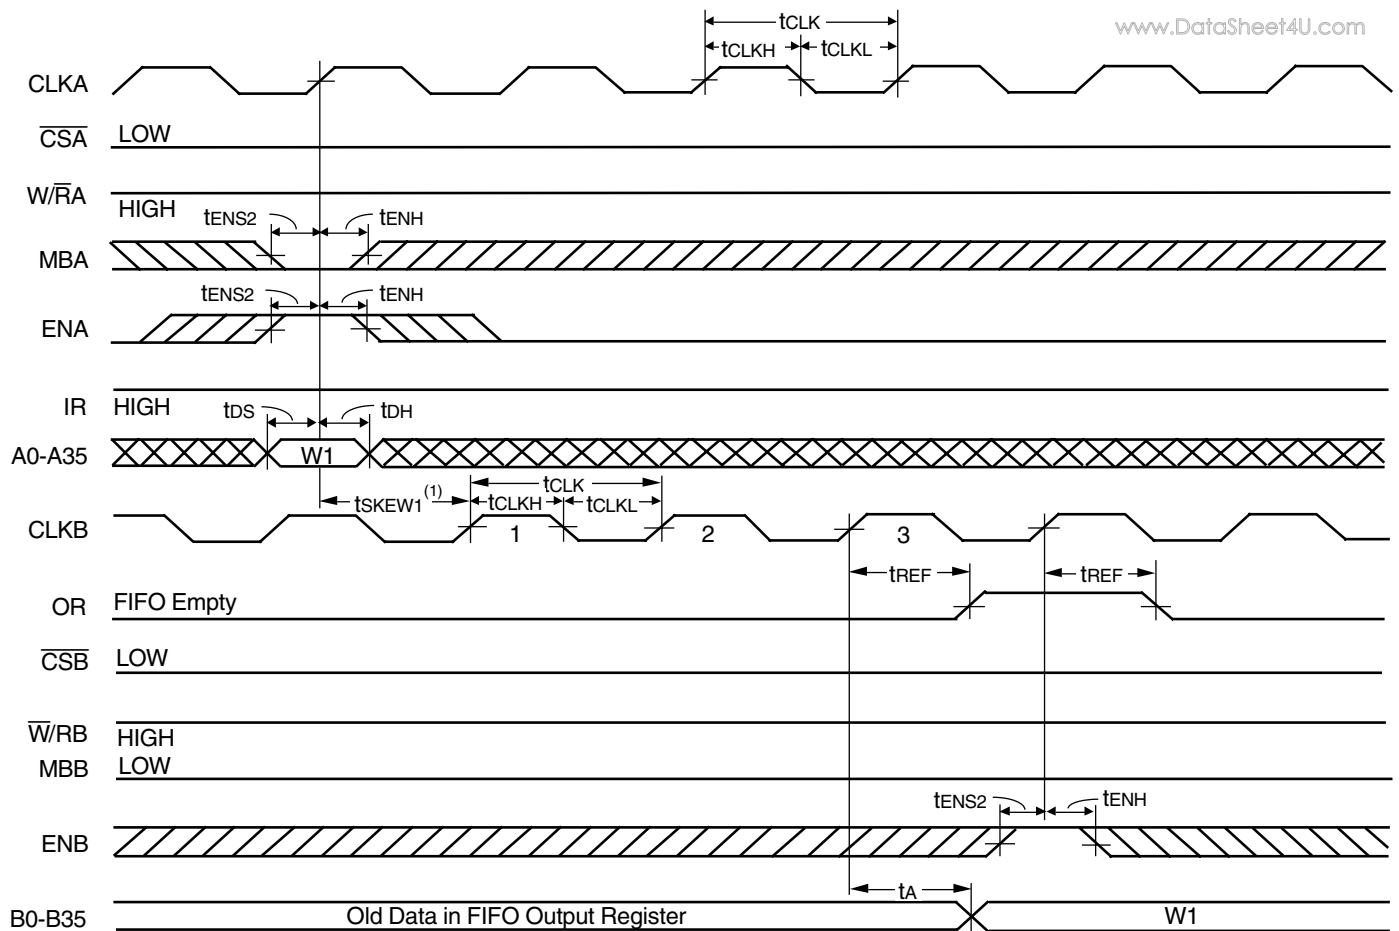 www.DataSheet4U.com
tCLK
tCLKH tCLKL
CLKA
CSA LOW
W/RA
HIGH
tENS2 tENH
MBA
tENS2 tENH
ENA
IR HIGH
tDS tDH
A0-A35 W1
tSKEW1(1) tCLK
tCLKH tCLKL
CLKB 1 2 3
tREF tREF
OR FIFO Empty
CSB LOW
W/RB
HIGH
MBB LOW
tENS2 tENH
ENB
tA
B0-B35 Old Data in FIFO Output Register W1